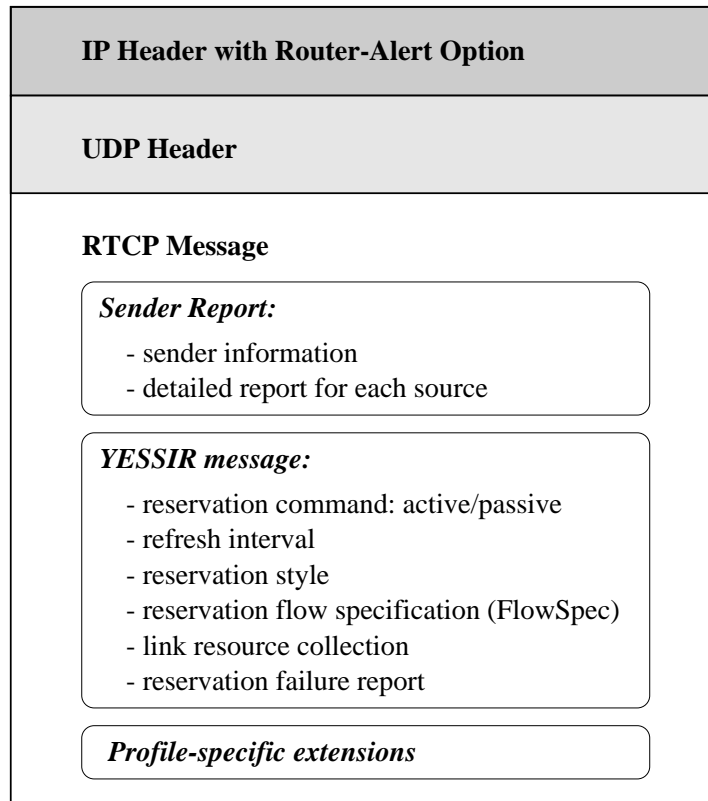 IP Header with Router-Alert Option
UDP Header
RTCP Message
Sender Report:
- sender information
- detailed report for each source
YESSIR message:
- reservation command: active/passive
- refresh interval
- reservation style
- reservation flow specification (FlowSpec)
- link resource collection
- reservation failure report
Profile-specific extensions